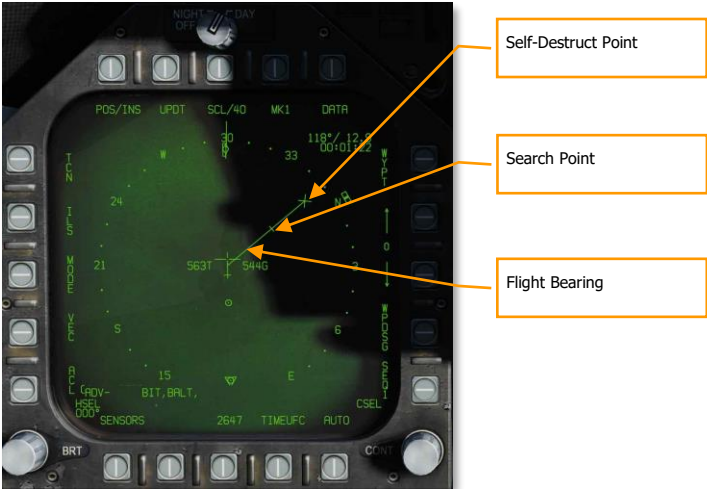 NIGHT DAY
OFF
POS/INS UPDT SCL/40 MK1 DATA
118°/ 12.9
00:01:22
30
33
W
N
24
21
3
S
6
15
E
563T 544G
TCN
ILS
MODE
VEC
ACL
WYPT
0
WPDSG
SEQ1
(ADV- BIT,BALT,
HSEL
000°
CSEL
SENSORS 2647 TIMEUFC AUTO
BRT
CONT
Self-Destruct Point
Search Point
Flight Bearing